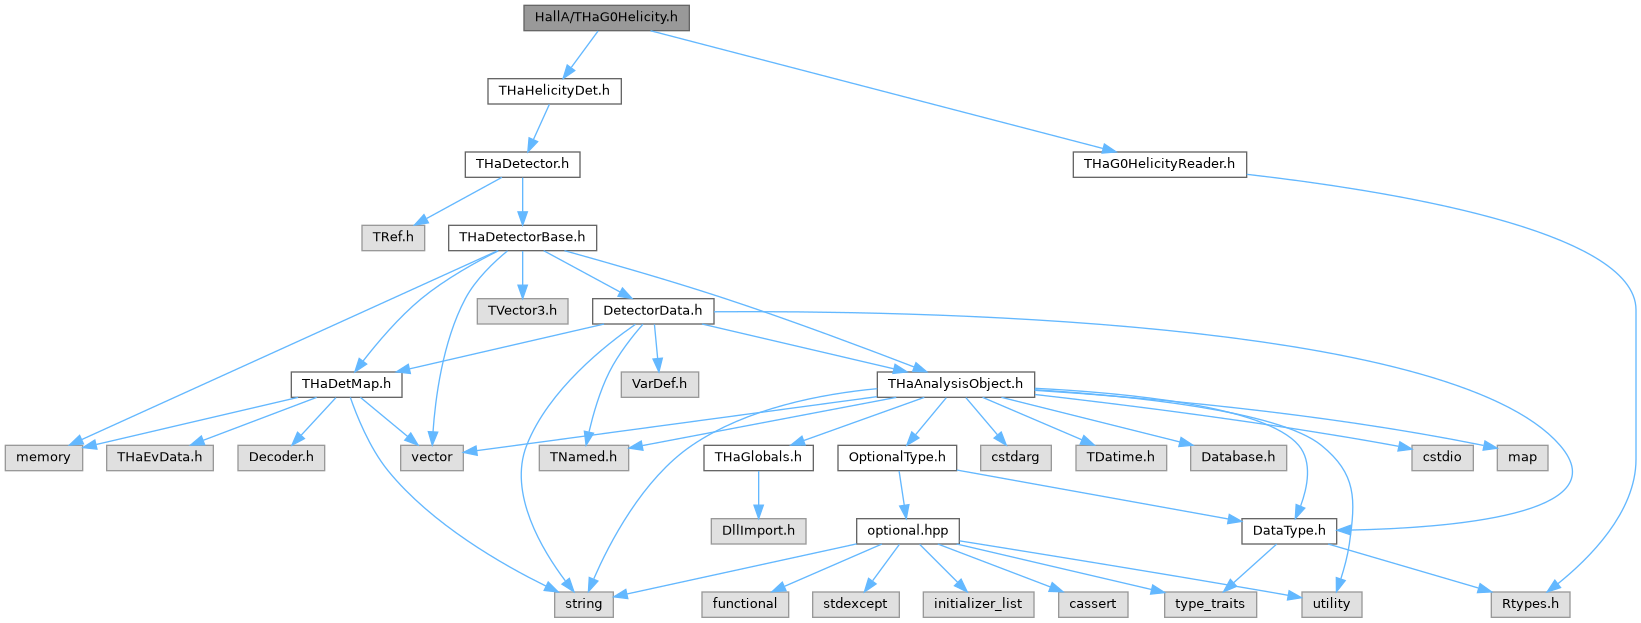 HallA/THaG0Helicity.h
THaHelicityDet.h
THaDetector.h
THaG0HelicityReader.h
TRef.h
THaDetectorBase.h
TVector3.h
DetectorData.h
THaDetMap.h
VarDef.h
THaAnalysisObject.h
memory
THaEvData.h
Decoder.h
vector
TNamed.h
THaGlobals.h
OptionalType.h
cstdarg
TDatime.h
Database.h
cstdio
map
DllImport.h
optional.hpp
DataType.h
string
functional
stdexcept
initializer_list
cassert
type_traits
utility
Rtypes.h